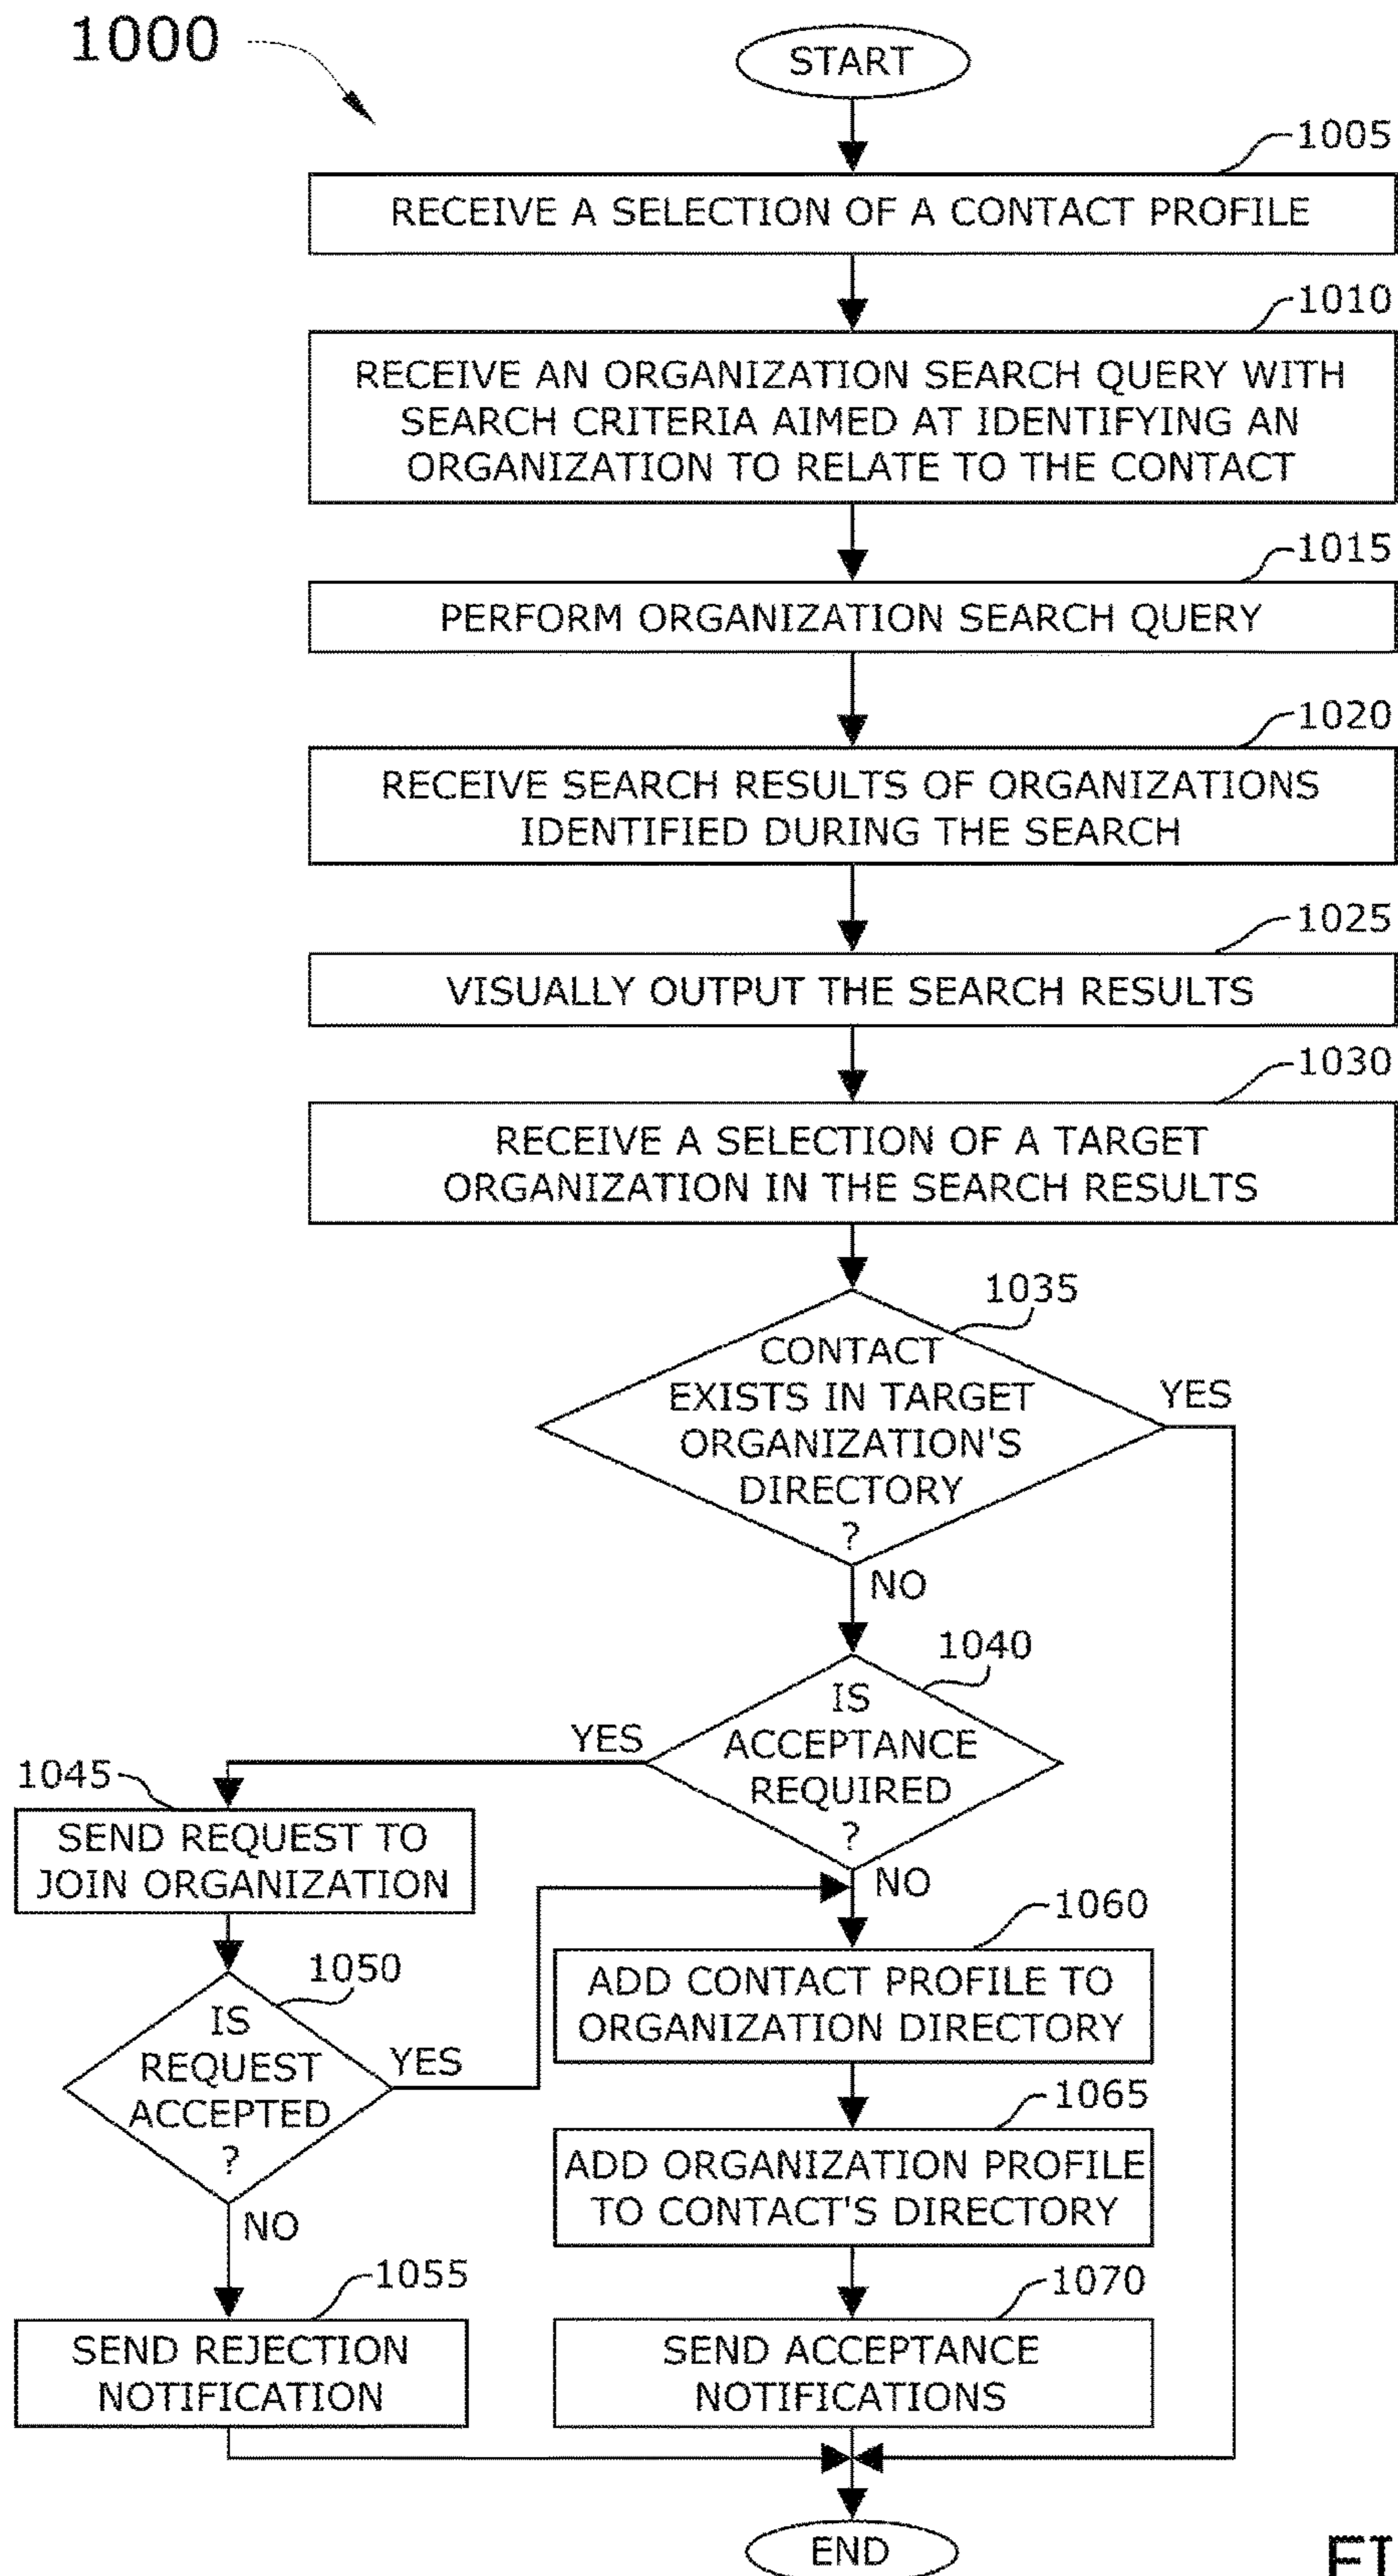 1000
START
1005
RECEIVE A SELECTION OF A CONTACT PROFILE
1010
RECEIVE AN ORGANIZATION SEARCH QUERY WITH
SEARCH CRITERIA AIMED AT IDENTIFYING AN
ORGANIZATION TO RELATE TO THE CONTACT
1015
PERFORM ORGANIZATION SEARCH QUERY
1020
RECEIVE SEARCH RESULTS OF ORGANIZATIONS
IDENTIFIED DURING THE SEARCH
1025
VISUALLY OUTPUT THE SEARCH RESULTS
1030
RECEIVE A SELECTION OF A TARGET
ORGANIZATION IN THE SEARCH RESULTS
1035
CONTACT
EXISTS IN TARGET
ORGANIZATION'S
DIRECTORY
?
YES
NO
1040
IS
ACCEPTANCE
REQUIRED
?
YES
NO
1045
SEND REQUEST TO
JOIN ORGANIZATION
1050
IS
REQUEST
ACCEPTED
?
YES
NO
1055
SEND REJECTION
NOTIFICATION
1060
ADD CONTACT PROFILE TO
ORGANIZATION DIRECTORY
1065
ADD ORGANIZATION PROFILE
TO CONTACT'S DIRECTORY
1070
SEND ACCEPTANCE
NOTIFICATIONS
END